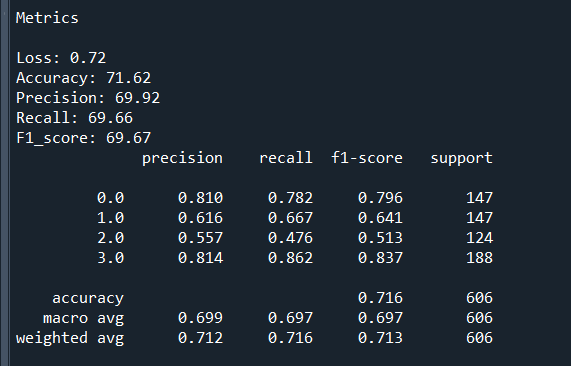 Metrics
Loss: 0.72
Accuracy: 71.62
Precision: 69.92
Recall: 69.66
F1_score: 69.67
precision recall f1-score support
0.0 0.810 0.782 0.796 147
1.0 0.616 0.667 0.641 147
2.0 0.557 0.476 0.513 124
3.0 0.814 0.862 0.837 188
accuracy 0.716 606
macro avg 0.699 0.697 0.697 606
weighted avg 0.712 0.716 0.713 606